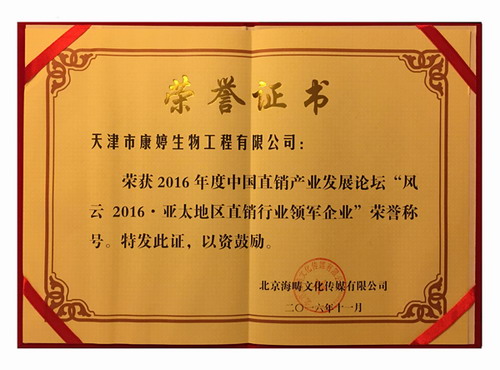 荣誉证书
天津市康婷生物工程有限公司：
荣获2016年度中国直销产业发展论坛“风
云2016·亚太地区直销行业领军企业”荣誉称
号。特发此证，以资鼓励。
北京海畴文化传媒有限公司
二〇一六年十一月